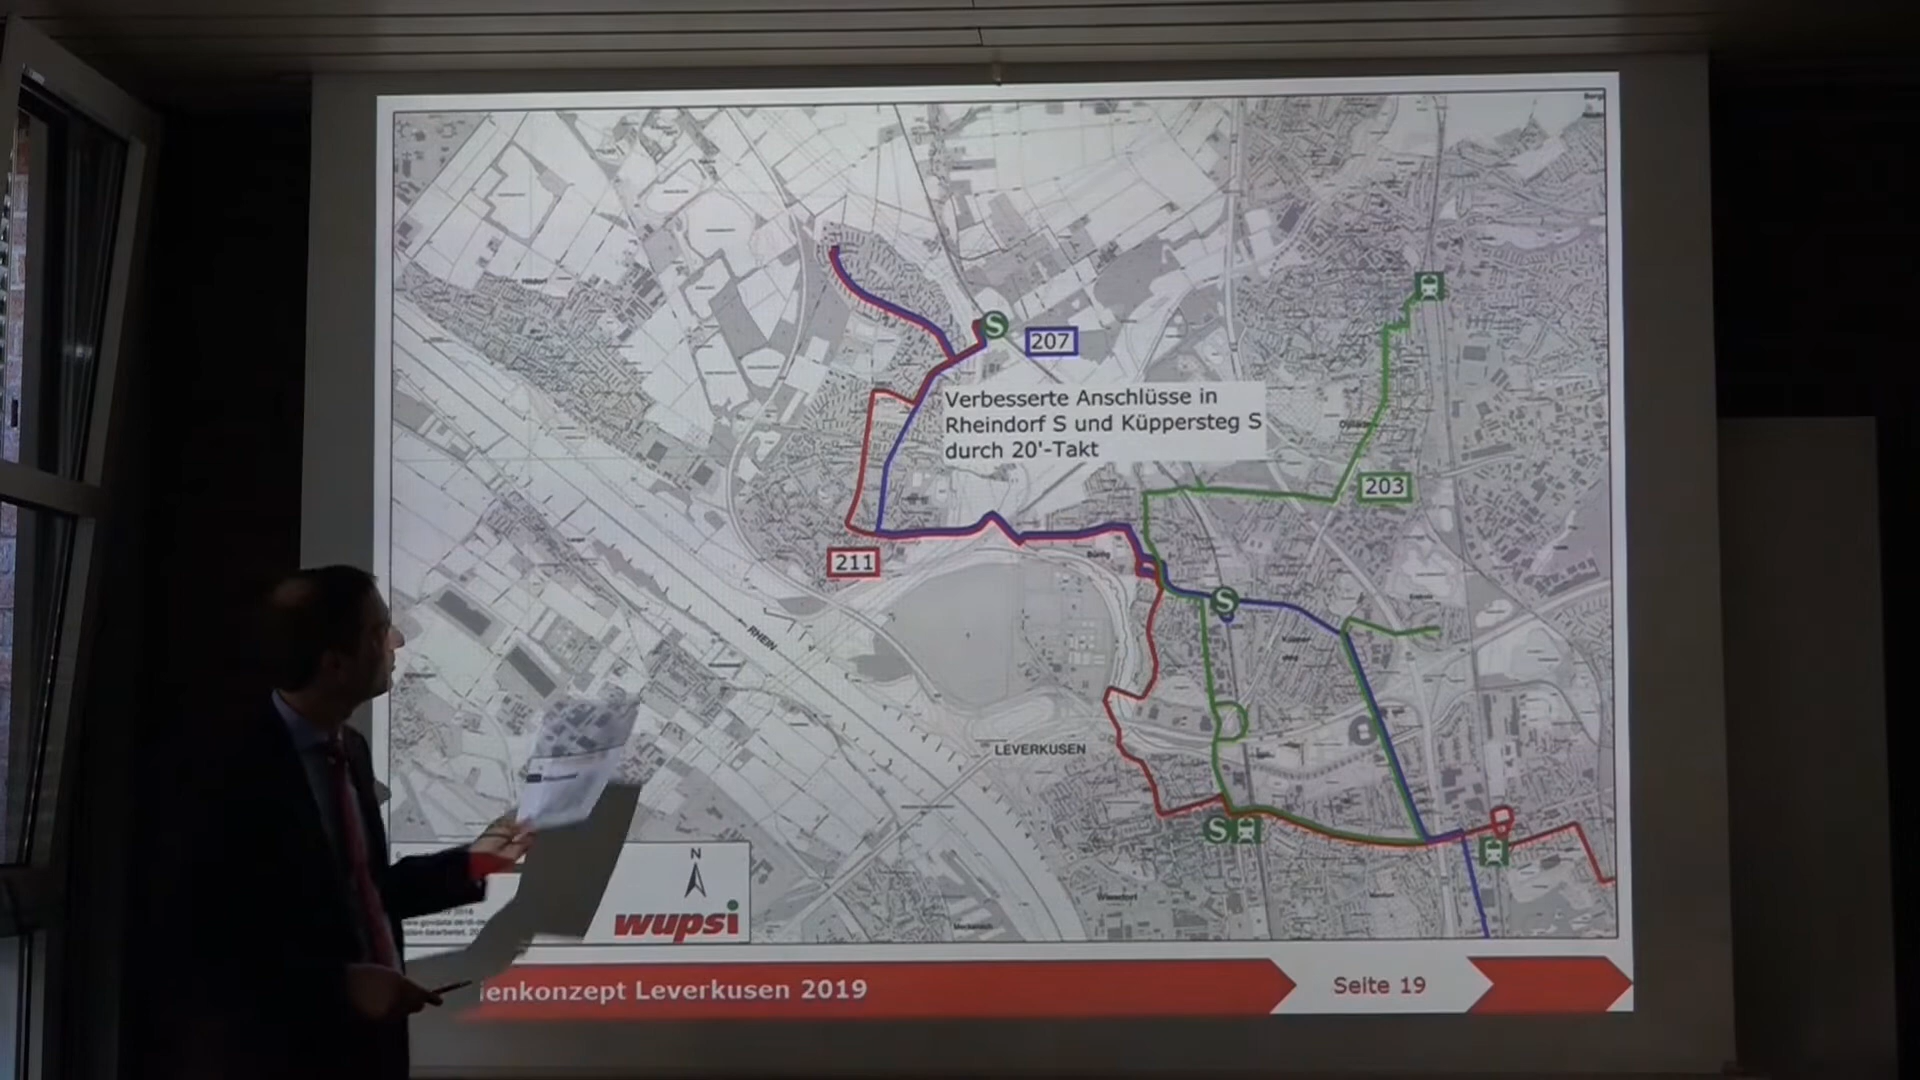 207
Verbesserte Anschlüsse in
Rheindorf S und Küppersteg S
durch 20'-Takt
203
211
S
S
RHEIN
LEVERKUSEN
S
N
wupsi
ienkonzept Leverkusen 2019
Seite 19